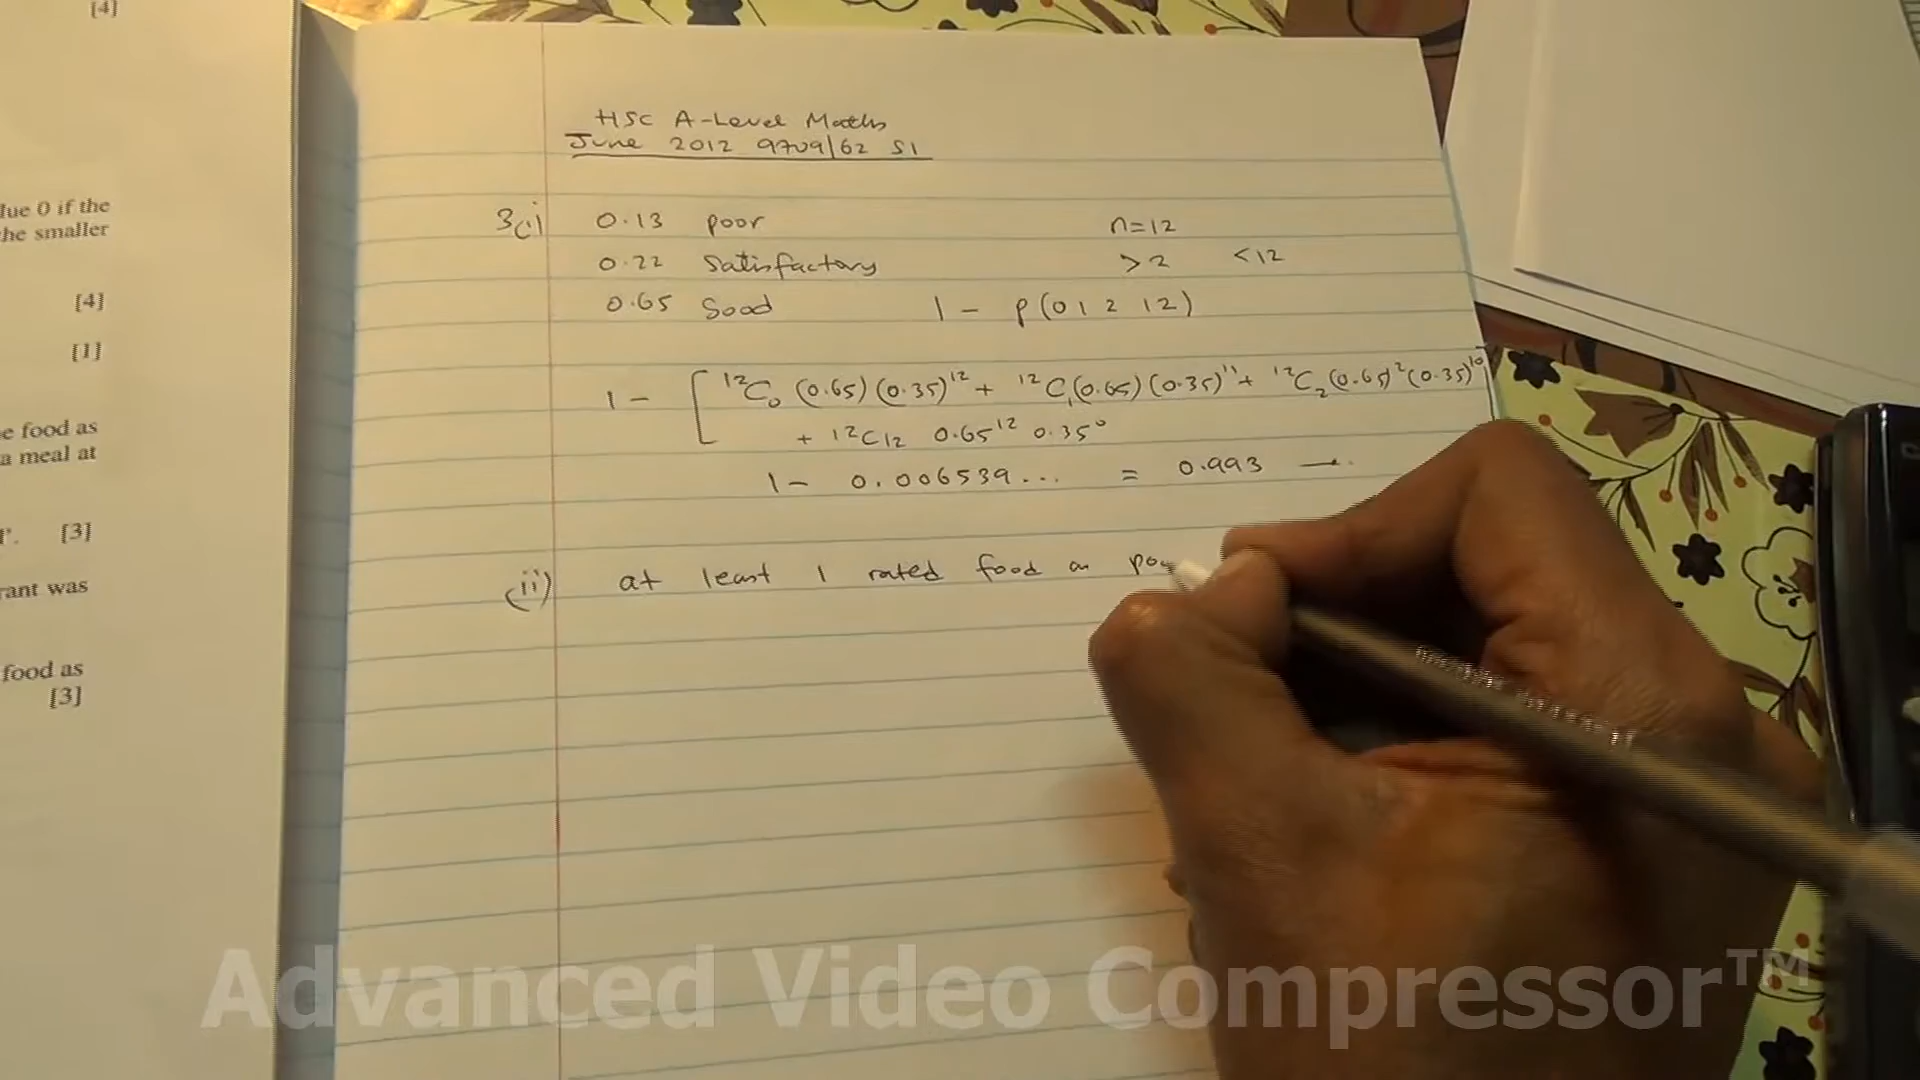 [4]
lue 0 if the
he smaller
[4]
[1]
e food as
a meal at
[3]
rant was
food as
[3]
HSC A-Level Maths
June 2012 9709/62 S1
3(i) 0.13 poor n=12
0.22 Satisfactory >2 <12
0.65 Good 1 - P(0 1 2 12)
1 - [ ¹²C₀ (0.65) (0.35)¹² + ¹²C₁(0.65) (0.35)¹¹ + ¹²C₂(0.65)²(0.35)¹⁰
+ ¹²C₁₂ 0.65¹² 0.35⁰
1 - 0.006539... = 0.993
(ii) at least 1 rated food as
Advanced Video Compressor™